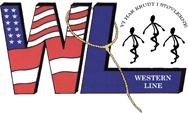 WL
VI HAR KRUDT I STØVLERNE
WESTERN
LINE